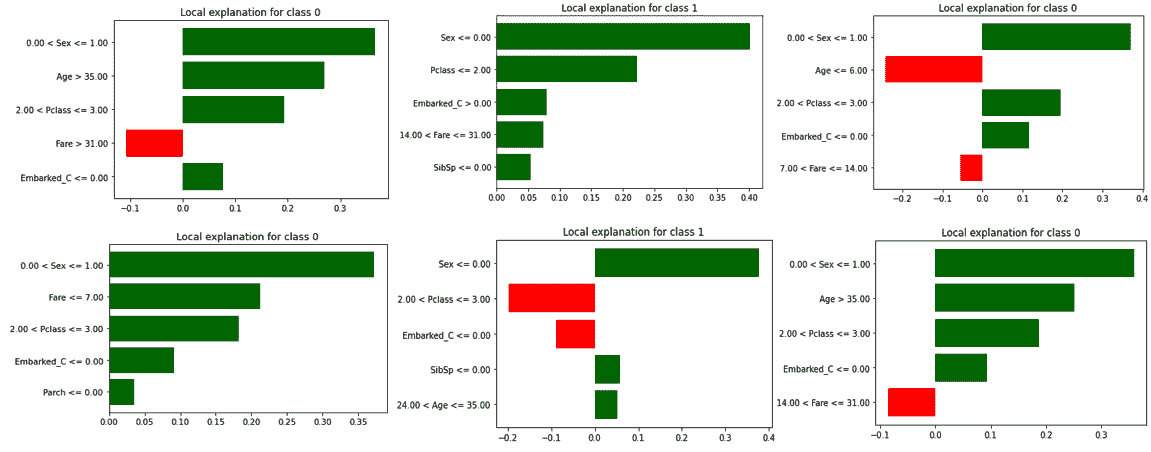 Local explanation for class 0
0.00 < Sex <= 1.00
Age > 35.00
2.00 < Pclass <= 3.00
Fare > 31.00
Embarked_C <= 0.00
−0.1 0.0 0.1 0.2 0.3
Local explanation for class 1
Sex <= 0.00
Pclass <= 2.00
Embarked_C > 0.00
14.00 < Fare <= 31.00
SibSp <= 0.00
0.00 0.05 0.10 0.15 0.20 0.25 0.30 0.35 0.40
Local explanation for class 0
0.00 < Sex <= 1.00
Age <= 6.00
2.00 < Pclass <= 3.00
Embarked_C <= 0.00
7.00 < Fare <= 14.00
−0.2 −0.1 0.0 0.1 0.2 0.3 0.4
Local explanation for class 0
0.00 < Sex <= 1.00
Fare <= 7.00
2.00 < Pclass <= 3.00
Embarked_C <= 0.00
Parch <= 0.00
0.00 0.05 0.10 0.15 0.20 0.25 0.30 0.35
Local explanation for class 1
Sex <= 0.00
2.00 < Pclass <= 3.00
Embarked_C <= 0.00
SibSp <= 0.00
24.00 < Age <= 35.00
−0.2 −0.1 0.0 0.1 0.2 0.3 0.4
Local explanation for class 0
0.00 < Sex <= 1.00
Age > 35.00
2.00 < Pclass <= 3.00
Embarked_C <= 0.00
14.00 < Fare <= 31.00
−0.1 0.0 0.1 0.2 0.3